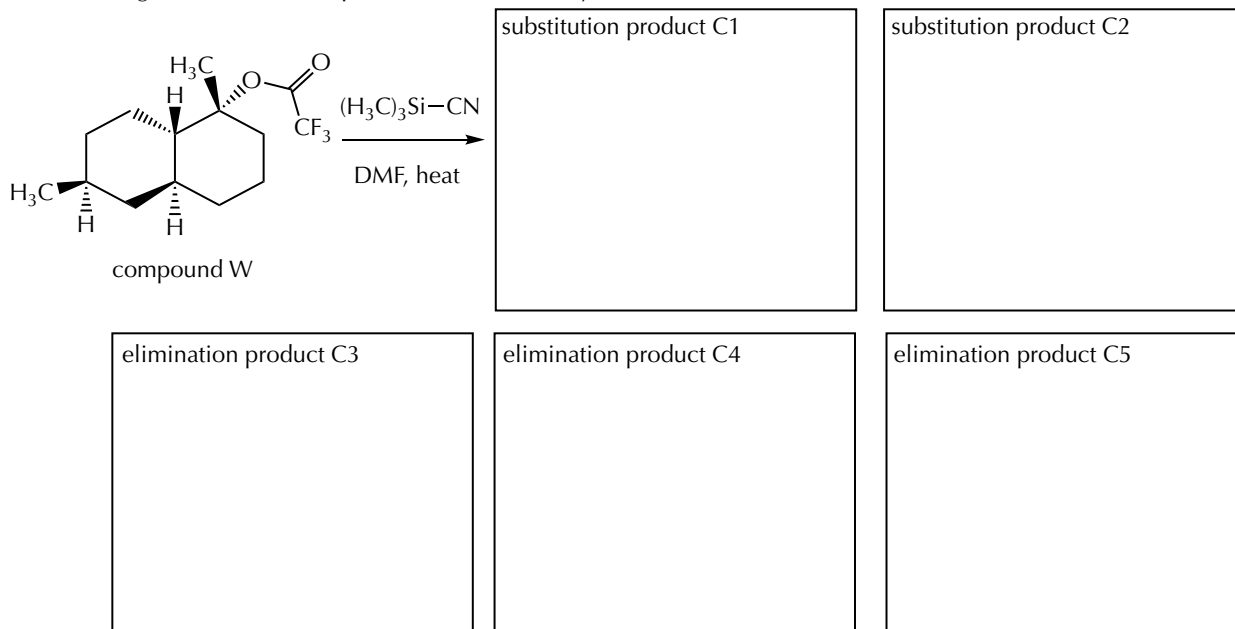 substitution product C1
substitution product C2
H₃C
O
O
H
CF₃
(H₃C)₃Si–CN
DMF, heat
H₃C
H
H
compound W
elimination product C3
elimination product C4
elimination product C5